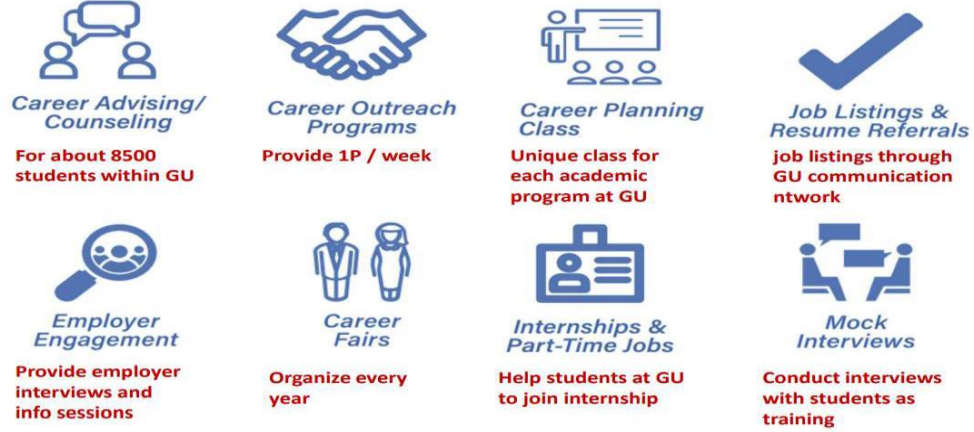 Career Advising/
Counseling
For about 8500
students within GU
Career Outreach
Programs
Provide 1P / week
Career Planning
Class
Unique class for
each academic
program at GU
Job Listings &
Resume Referrals
job listings through
GU communication
ntwork
Employer
Engagement
Provide employer
interviews and
info sessions
Career
Fairs
Organize every
year
Internships &
Part-Time Jobs
Help students at GU
to join internship
Mock
Interviews
Conduct interviews
with students as
training